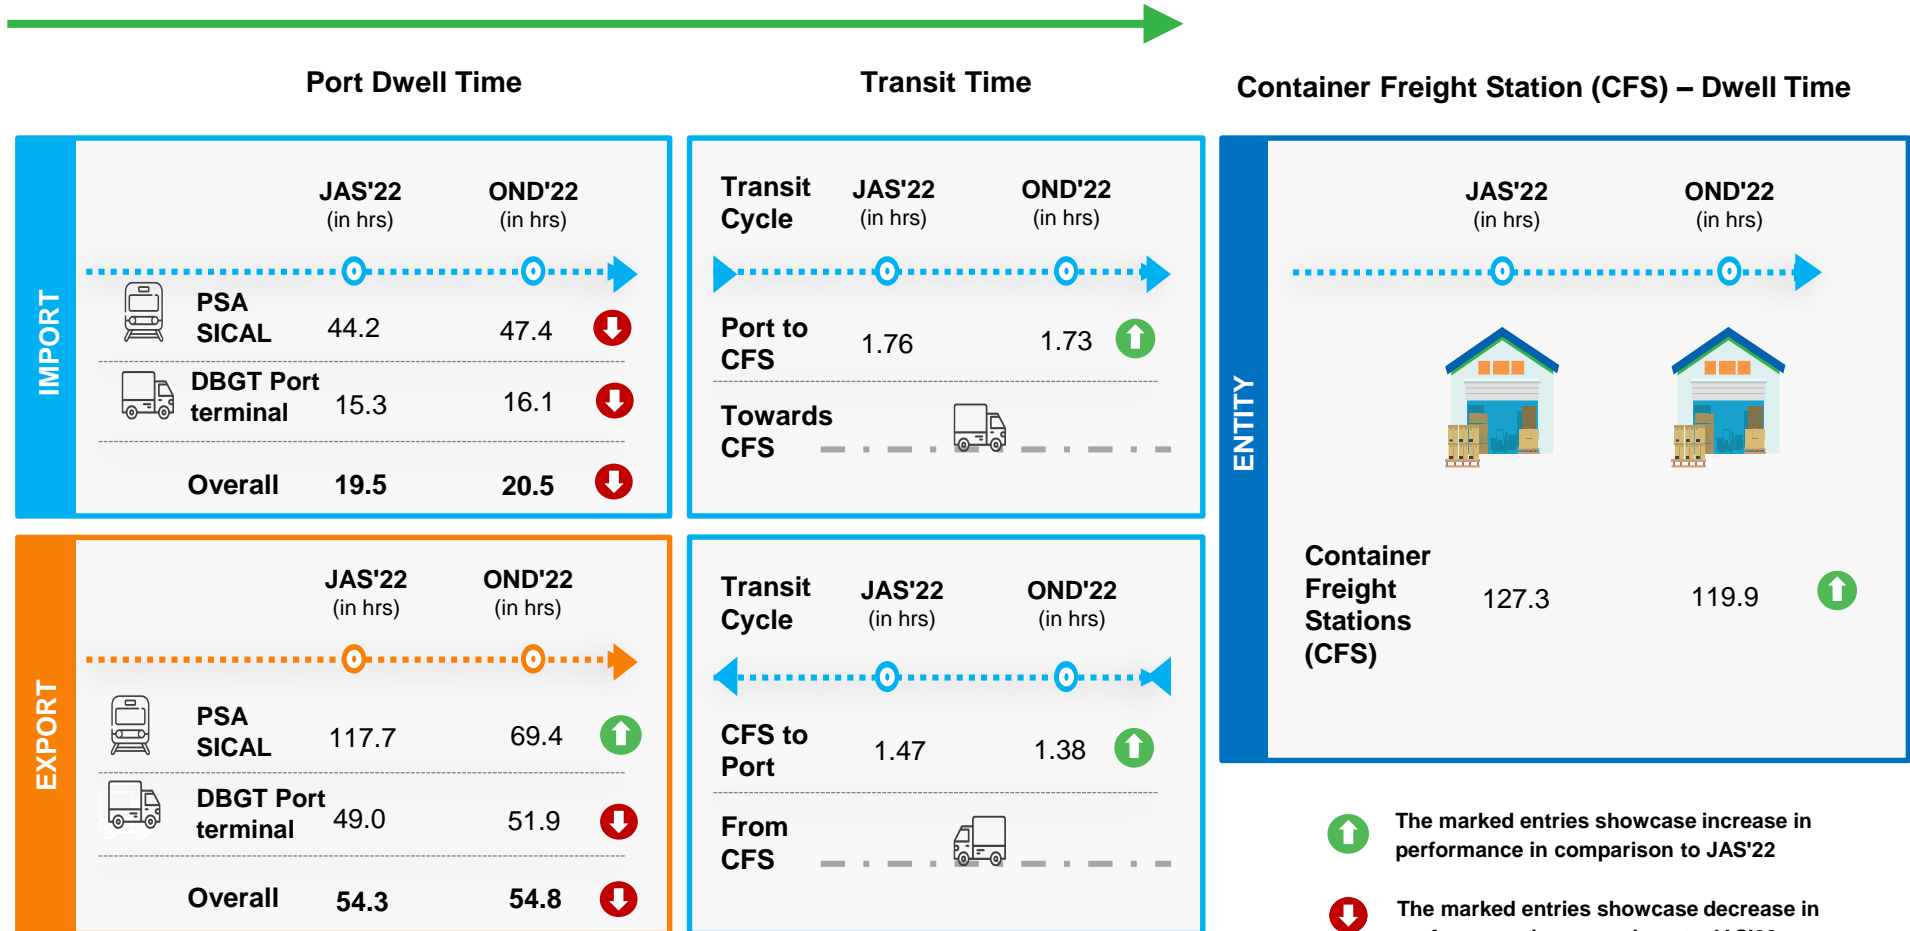 Port Dwell Time
Transit Time
Container Freight Station (CFS) – Dwell Time
IMPORT
JAS'22
OND'22
(in hrs)
(in hrs)
PSA
SICAL
44.2
47.4
DBGT Port
terminal
15.3
16.1
Overall
19.5
20.5
Transit
Cycle
JAS'22
OND'22
(in hrs)
(in hrs)
Port to
CFS
1.76
1.73
Towards
CFS
ENTITY
JAS'22
OND'22
(in hrs)
(in hrs)
Container
Freight
Stations
(CFS)
127.3
119.9
EXPORT
JAS'22
OND'22
(in hrs)
(in hrs)
PSA
SICAL
117.7
69.4
DBGT Port
terminal
49.0
51.9
Overall
54.3
54.8
Transit
Cycle
JAS'22
OND'22
(in hrs)
(in hrs)
CFS to
Port
1.47
1.38
From
CFS
The marked entries showcase increase in
performance in comparison to JAS'22
The marked entries showcase decrease in